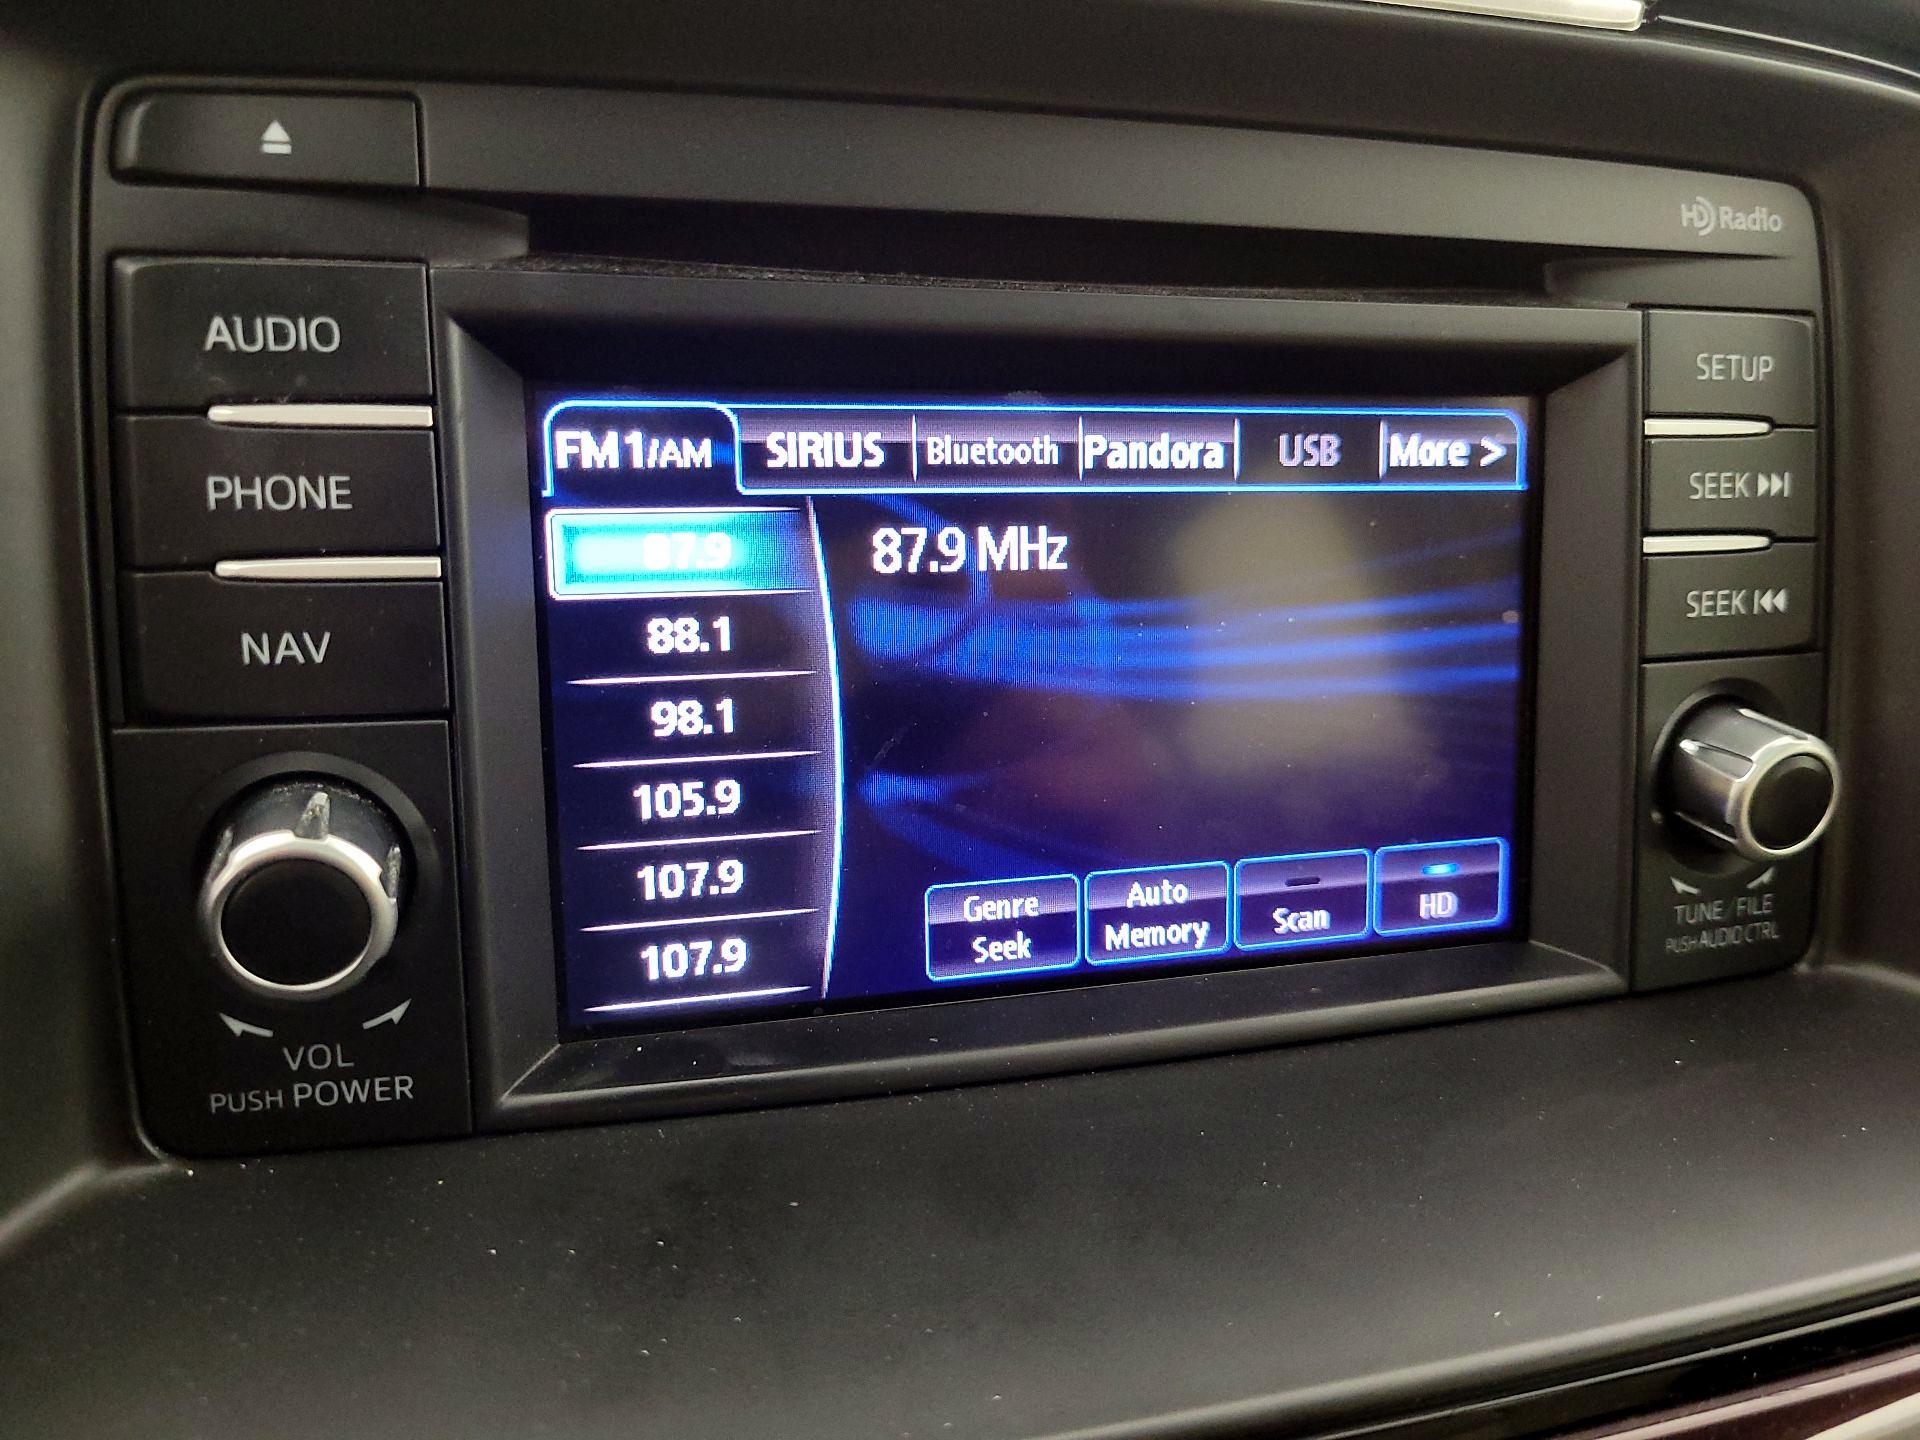 HD Radio
AUDIO
PHONE
NAV
VOL
PUSH POWER
FM1/AM SIRIUS Bluetooth Pandora USB More >
87.9
88.1
98.1
105.9
107.9
107.9
87.9 MHz
Genre
Seek
Auto
Memory
Scan
HD
SETUP
SEEK
SEEK
TUNE/FILE
PUSH AUDIO CTRL